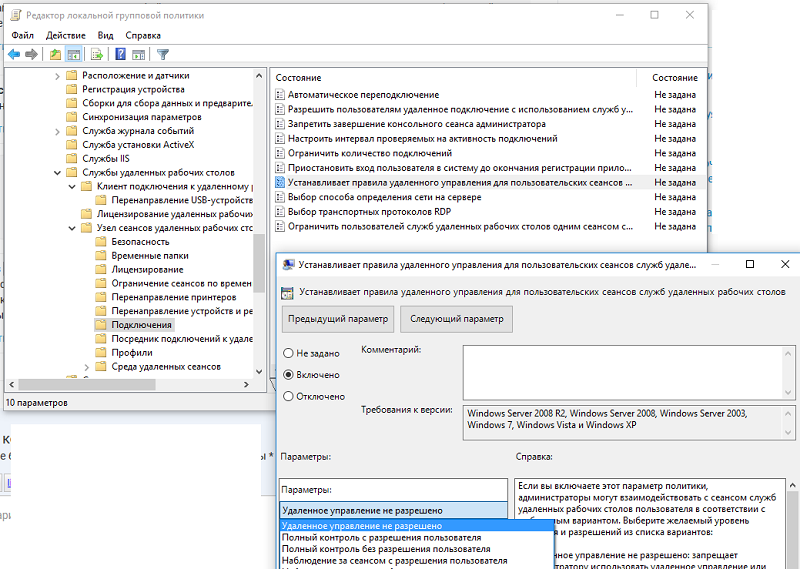 Редактор локальной групповой политики
Файл Действие Вид Справка
Расположение и датчики
Регистрация устройства
Сборки для сбора данных и предварите.
Синхронизация параметров
Служба журнала событий
Служба установки ActiveX
Службы IIS
Службы удаленных рабочих столов
Клиент подключения к удаленному р
Перенаправление USB-устройств
Лицензирование удаленных рабочих
Узел сеансов удаленных рабочих сто
Безопасность
Временные папки
Лицензирование
Ограничение сеансов по времен
Перенаправление принтеров
Перенаправление устройств и ре
Подключения
Посредник подключений к удале
Профили
Среда удаленных сеансов
10 параметров
Состояние Состояние
Автоматическое переподключение Не задана
Разрешить пользователям удаленное подключение с использованием служб у... Не задана
Запретить завершение консольного сеанса администратора Не задана
Настроить интервал проверяемых на активность подключений Не задана
Ограничить количество подключений Не задана
Приостановить вход пользователя в систему до окончания регистрации прило... Не задана
Устанавливает правила удаленного управления для пользовательских сеансов ... Не задана
Выбор способа определения сети на сервере Не задана
Выбор транспортных протоколов RDP Не задана
Ограничить пользователей служб удаленных рабочих столов одним сеансом с... Не задана
Устанавливает правила удаленного управления для пользовательских сеансов служб удале...
Устанавливает правила удаленного управления для пользовательских сеансов служб удаленных рабочих столов
Предыдущий параметр Следующий параметр
Не задано
Включено
Отключено
Комментарий:
Требования к версии:
Windows Server 2008 R2, Windows Server 2008, Windows Server 2003,
Windows 7, Windows Vista и Windows XP
Параметры: Справка:
Параметры:
Удаленное управление не разрешено
Удаленное управление не разрешено
Полный контроль с разрешения пользователя
Полный контроль без разрешения пользователя
Наблюдение за сеансом с разрешения пользователя
Если вы включаете этот параметр политики,
администраторы могут взаимодействовать с сеансом служб
удаленных рабочих столов пользователя в соответствии с
вариантом. Выберите желаемый уровень
и разрешений из списка вариантов:
управление не разрешено: запрещает
использовать удаленное управление или